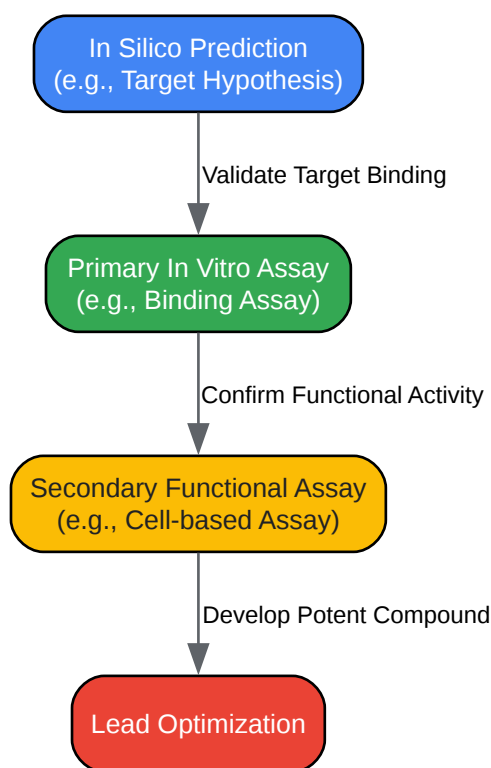 In Silico Prediction
(e.g., Target Hypothesis)
Validate Target Binding
Primary In Vitro Assay
(e.g., Binding Assay)
Confirm Functional Activity
Secondary Functional Assay
(e.g., Cell-based Assay)
Develop Potent Compound
Lead Optimization